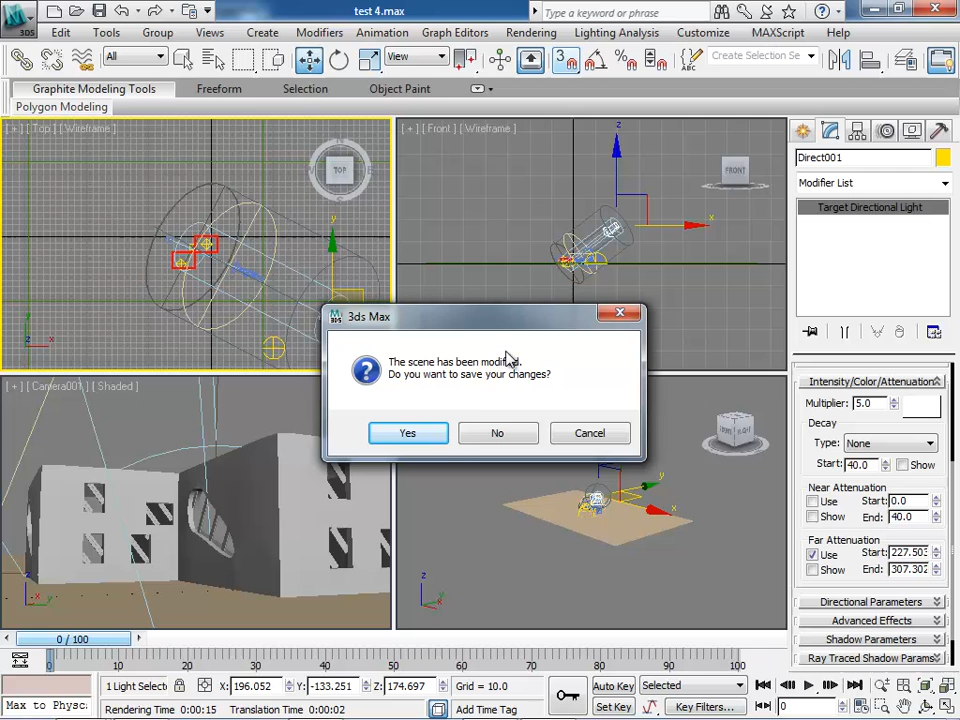 test 4.max
Type a keyword or phrase
3DS
Edit Tools Group Views Create Modifiers Animation Graph Editors Rendering Lighting Analysis Customize MAXScript Help
All View 3 Create Selection Se
Graphite Modeling Tools Freeform Selection Object Paint
Polygon Modeling
[ + ] [ Top ] [ Wireframe ]
[ + ] [ Front ] [ Wireframe ]
TOP
FRONT
Direct001
Modifier List
Target Directional Light
3ds Max
The scene has been modified.
Do you want to save your changes?
Yes No Cancel
[ + ] [ Camera001 ] [ Shaded ]
Intensity/Color/Attenuation
Multiplier: 5.0
Decay
Type: None
Start: 40.0 Show
Near Attenuation
Use Start: 0.0
Show End: 40.0
Far Attenuation
Use Start: 227.503
Show End: 307.302
Directional Parameters
Advanced Effects
Shadow Parameters
Ray Traced Shadow Params
0 / 100
0 10 20 30 40 50 60 70 80 90 100
1 Light Selecte X: 196.052 Y: -133.251 Z: 174.697 Grid = 10.0 Auto Key Selected
Max to Physc Rendering Time 0:00:15 Translation Time 0:00:02 Add Time Tag Set Key Key Filters... 0